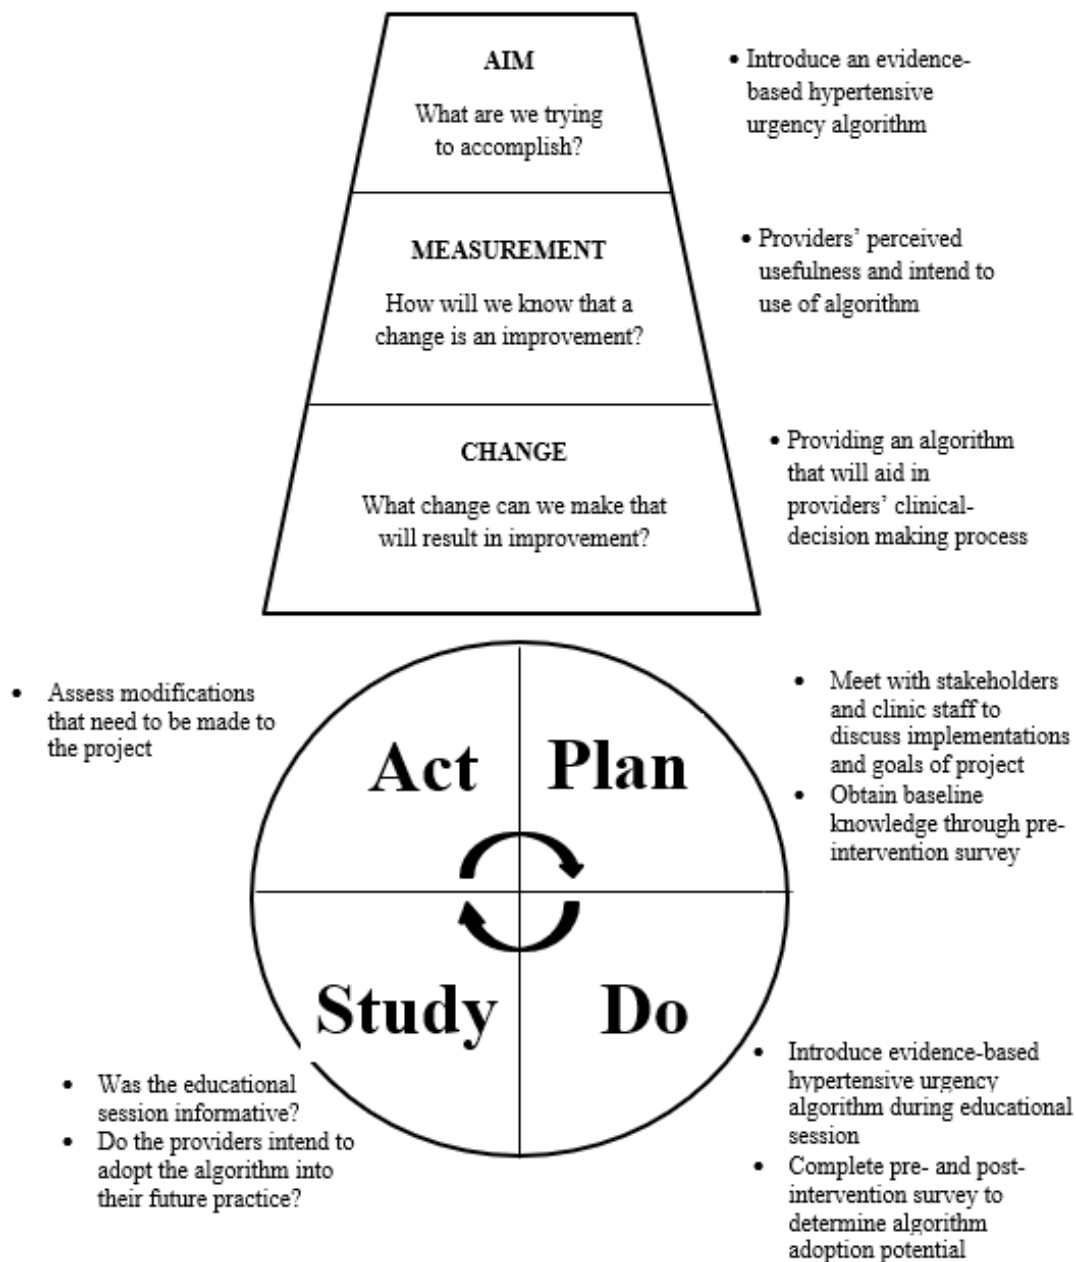 AIM
What are we trying
to accomplish?
• Introduce an evidence-
based hypertensive
urgency algorithm
MEASUREMENT
How will we know that a
change is an improvement?
• Providers’ perceived
usefulness and intend to
use of algorithm
CHANGE
What change can we make that
will result in improvement?
• Providing an algorithm
that will aid in
providers’ clinical-
decision making process
• Assess modifications
that need to be made to
the project
Act
Plan
• Meet with stakeholders
and clinic staff to
discuss implementations
and goals of project
• Obtain baseline
knowledge through pre-
intervention survey
Study
Do
• Was the educational
session informative?
• Do the providers intend to
adopt the algorithm into
their future practice?
• Introduce evidence-based
hypertensive urgency
algorithm during educational
session
• Complete pre- and post-
intervention survey to
determine algorithm
adoption potential